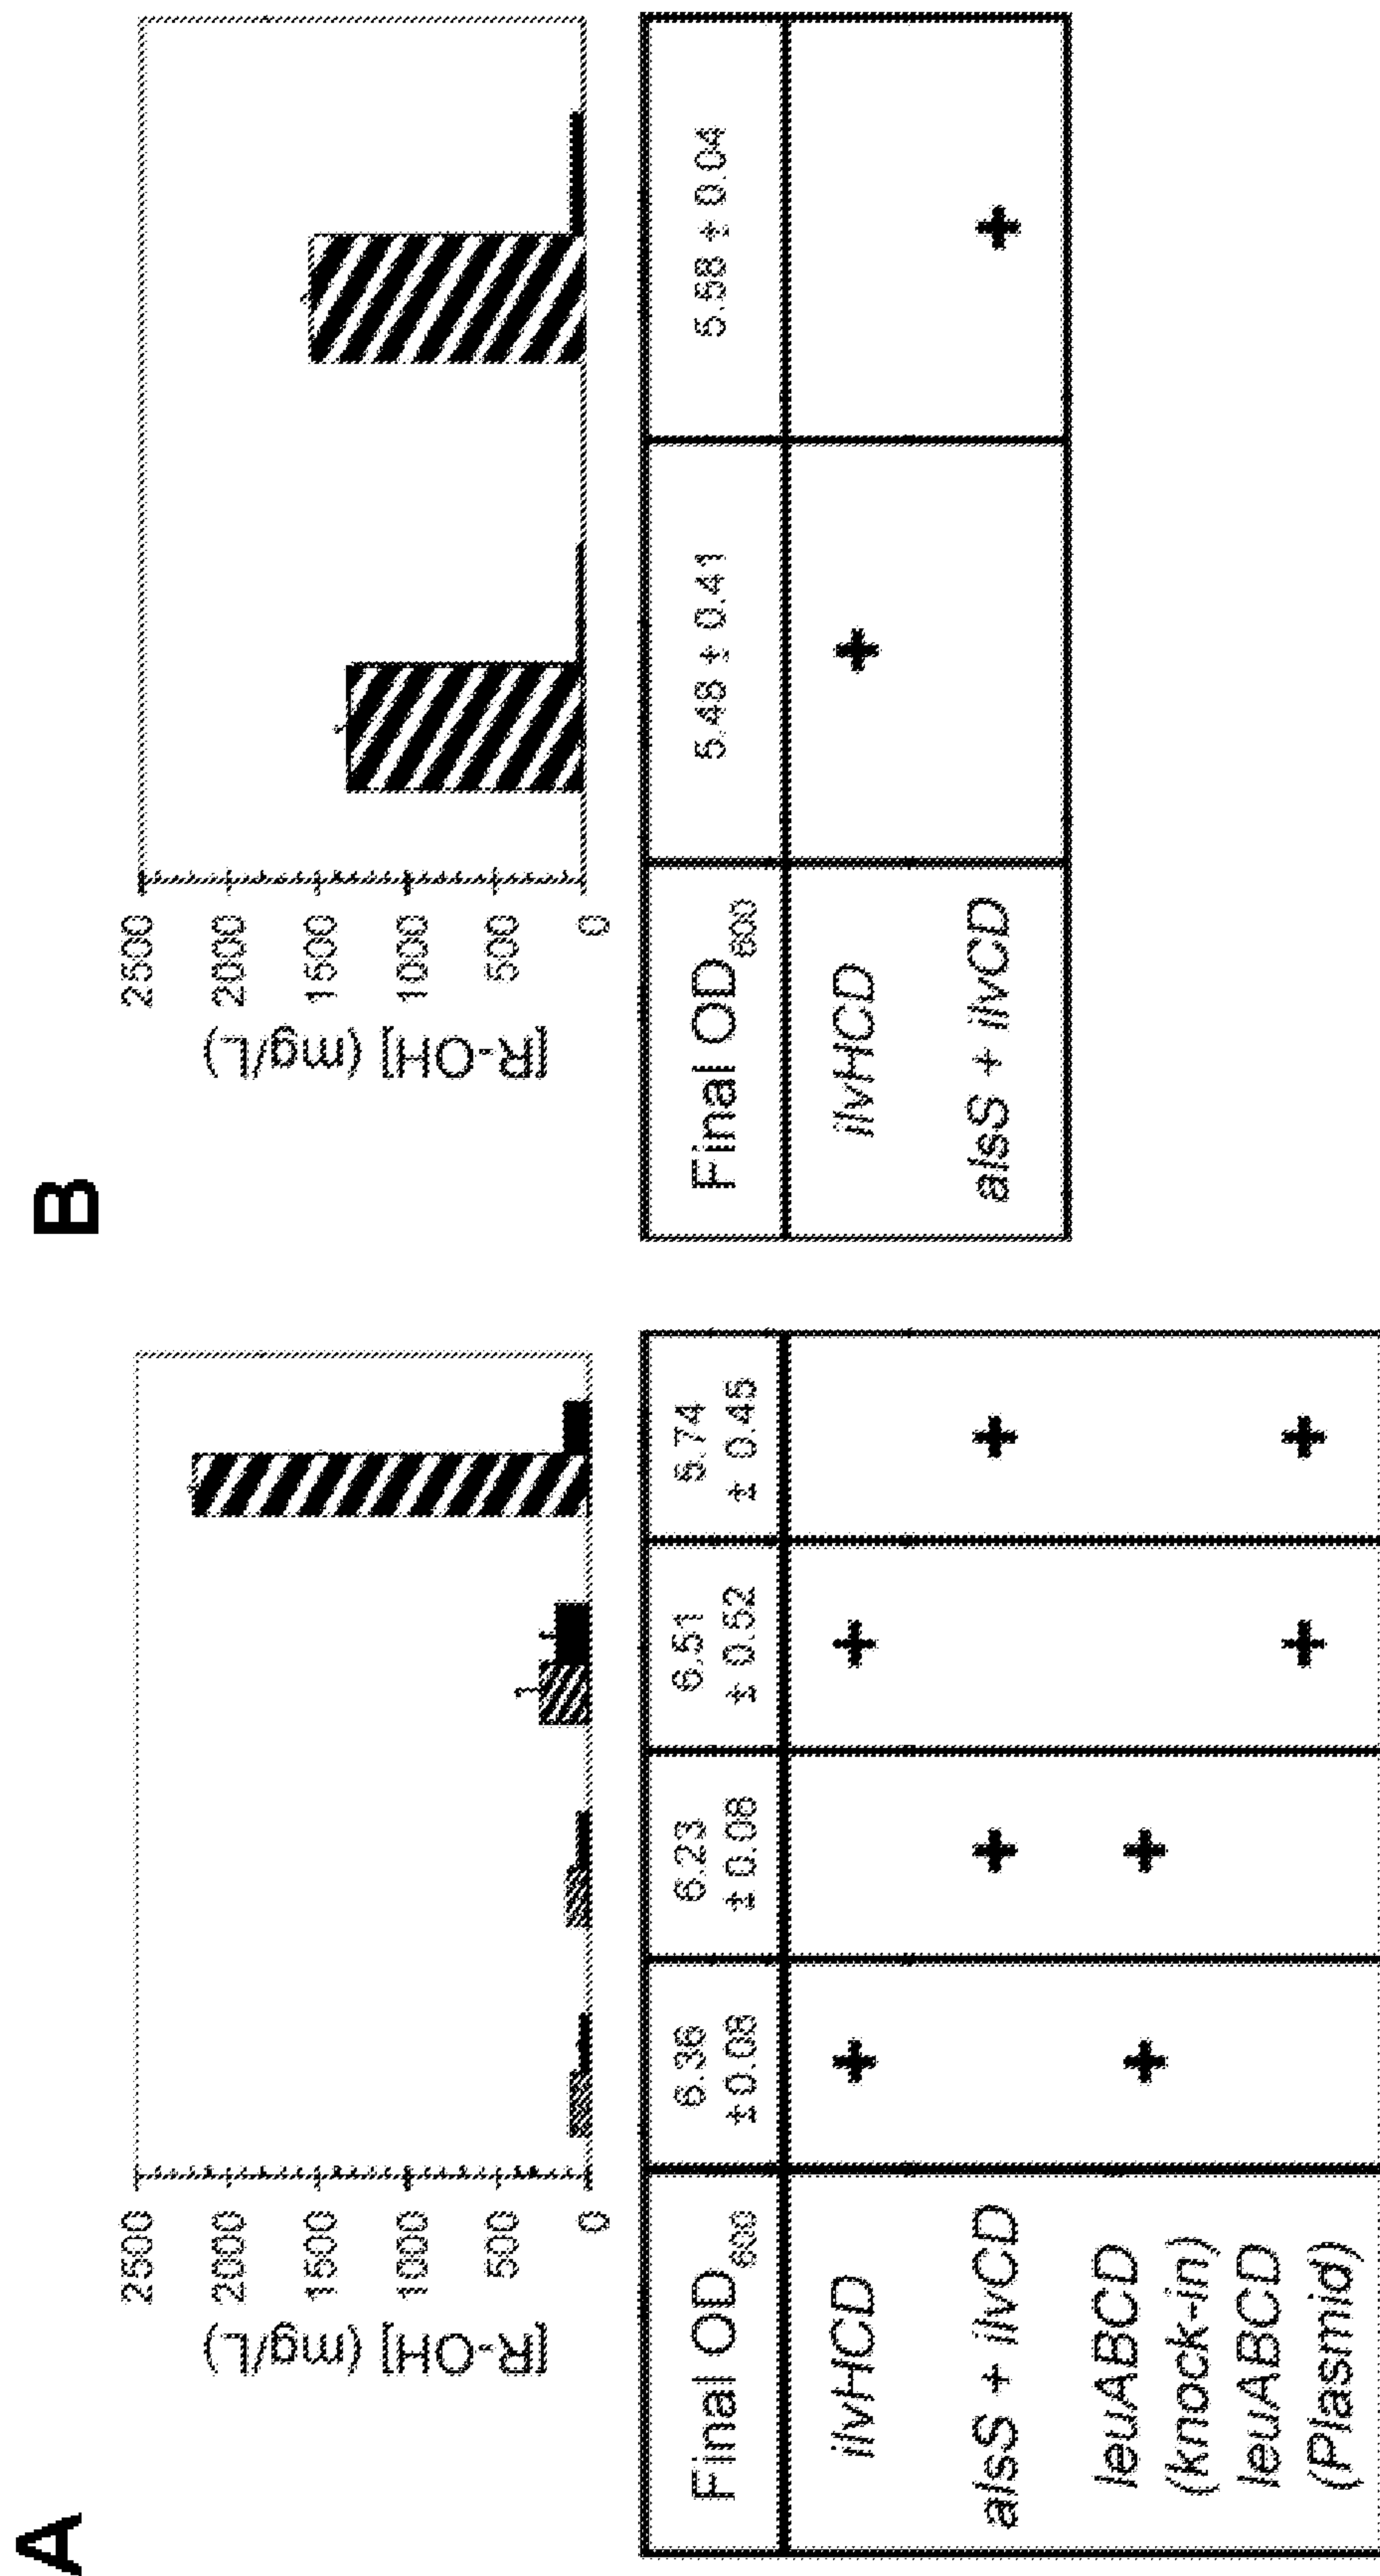 A
[R-OH] (mg/L)
2500
2000
1500
1000
500
0
Final OD600
6.36 ± 0.08
6.23 ± 0.08
6.51 ± 0.52
5.74 ± 0.45
ilvHCD
+
+
alsS + ilvCD
+
+
leuABCD
(knock-in)
+
+
leuABCD
(Plasmid)
+
+
B
[R-OH] (mg/L)
2500
2000
1500
1000
500
0
Final OD600
5.48 ± 0.41
5.58 ± 0.04
ilvHCD
+
alsS + ilvCD
+